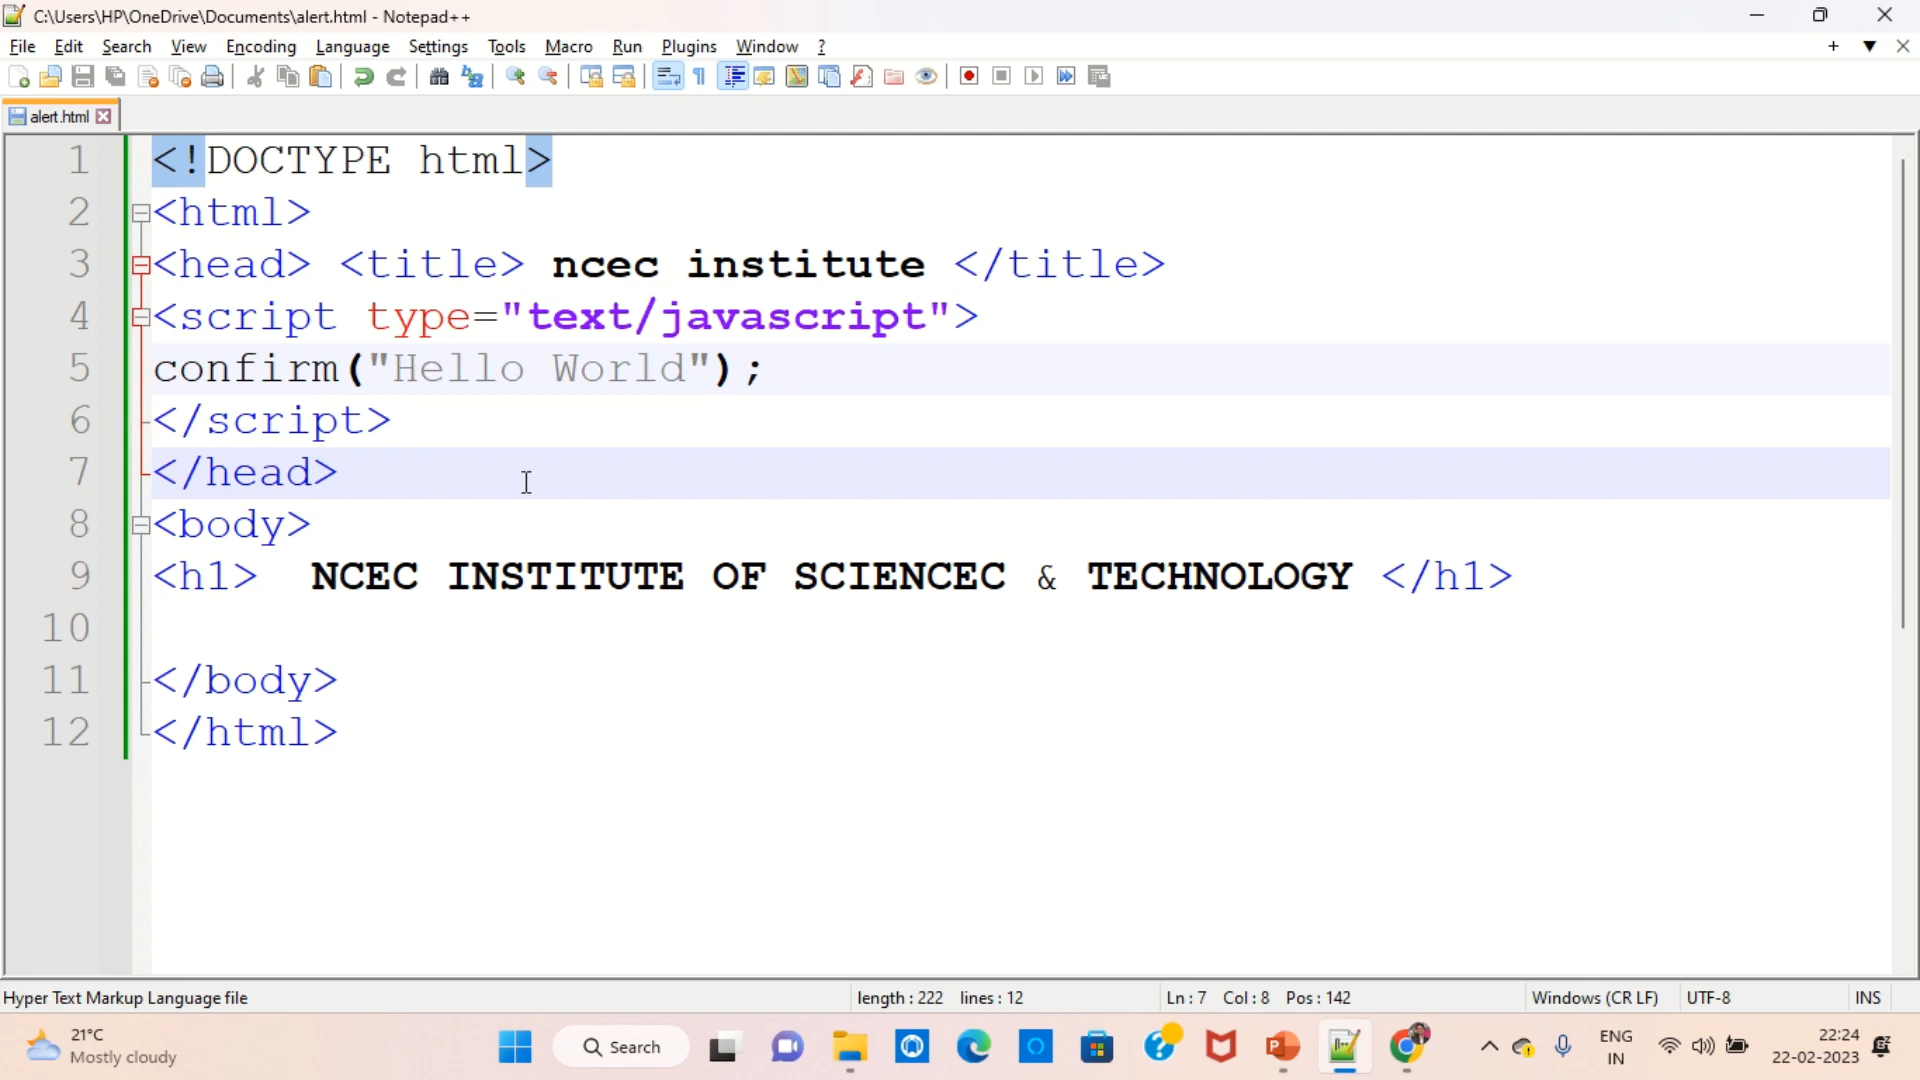 C:\Users\HP\OneDrive\Documents\alert.html - Notepad++
File Edit Search View Encoding Language Settings Tools Macro Run Plugins Window ?
alert.html
1 <!DOCTYPE html>
2 <html>
3 <head> <title> ncec institute </title>
4 <script type="text/javascript">
5 confirm("Hello World");
6 </script>
7 </head>
8 <body>
9 <h1>  NCEC INSTITUTE OF SCIENCEC & TECHNOLOGY </h1>
10
11 </body>
12 </html>
Hyper Text Markup Language file length : 222 lines : 12 Ln : 7 Col : 8 Pos : 142 Windows (CR LF) UTF-8 INS
21°C
Mostly cloudy
Search
ENG
IN
22:24
22-02-2023